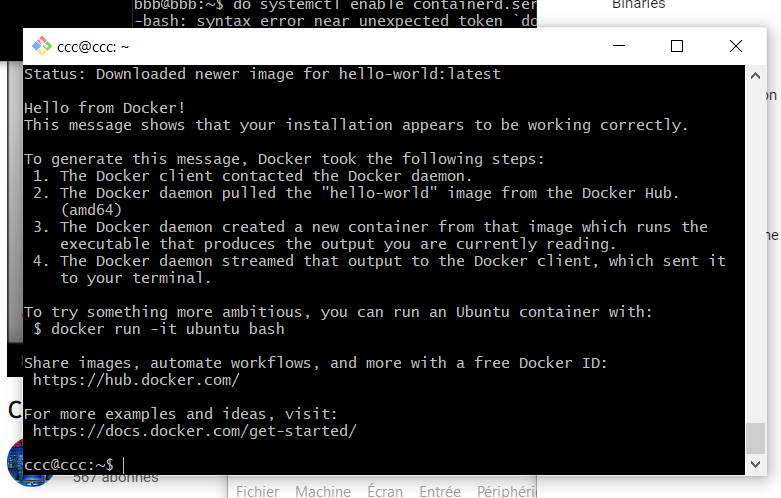 bbb@bbb:~$ do systemctl enable containerd.ser
-bash: syntax error near unexpected token `do
Binaries
ccc@ccc: ~
Status: Downloaded newer image for hello-world:latest
Hello from Docker!
This message shows that your installation appears to be working correctly.
To generate this message, Docker took the following steps:
1. The Docker client contacted the Docker daemon.
2. The Docker daemon pulled the "hello-world" image from the Docker Hub.
(amd64)
3. The Docker daemon created a new container from that image which runs the
executable that produces the output you are currently reading.
4. The Docker daemon streamed that output to the Docker client, which sent it
to your terminal.
To try something more ambitious, you can run an Ubuntu container with:
$ docker run -it ubuntu bash
Share images, automate workflows, and more with a free Docker ID:
https://hub.docker.com/
For more examples and ideas, visit:
https://docs.docker.com/get-started/
ccc@ccc:~$
567 abonnés
Fichier Machine Écran Entrée Périphéri